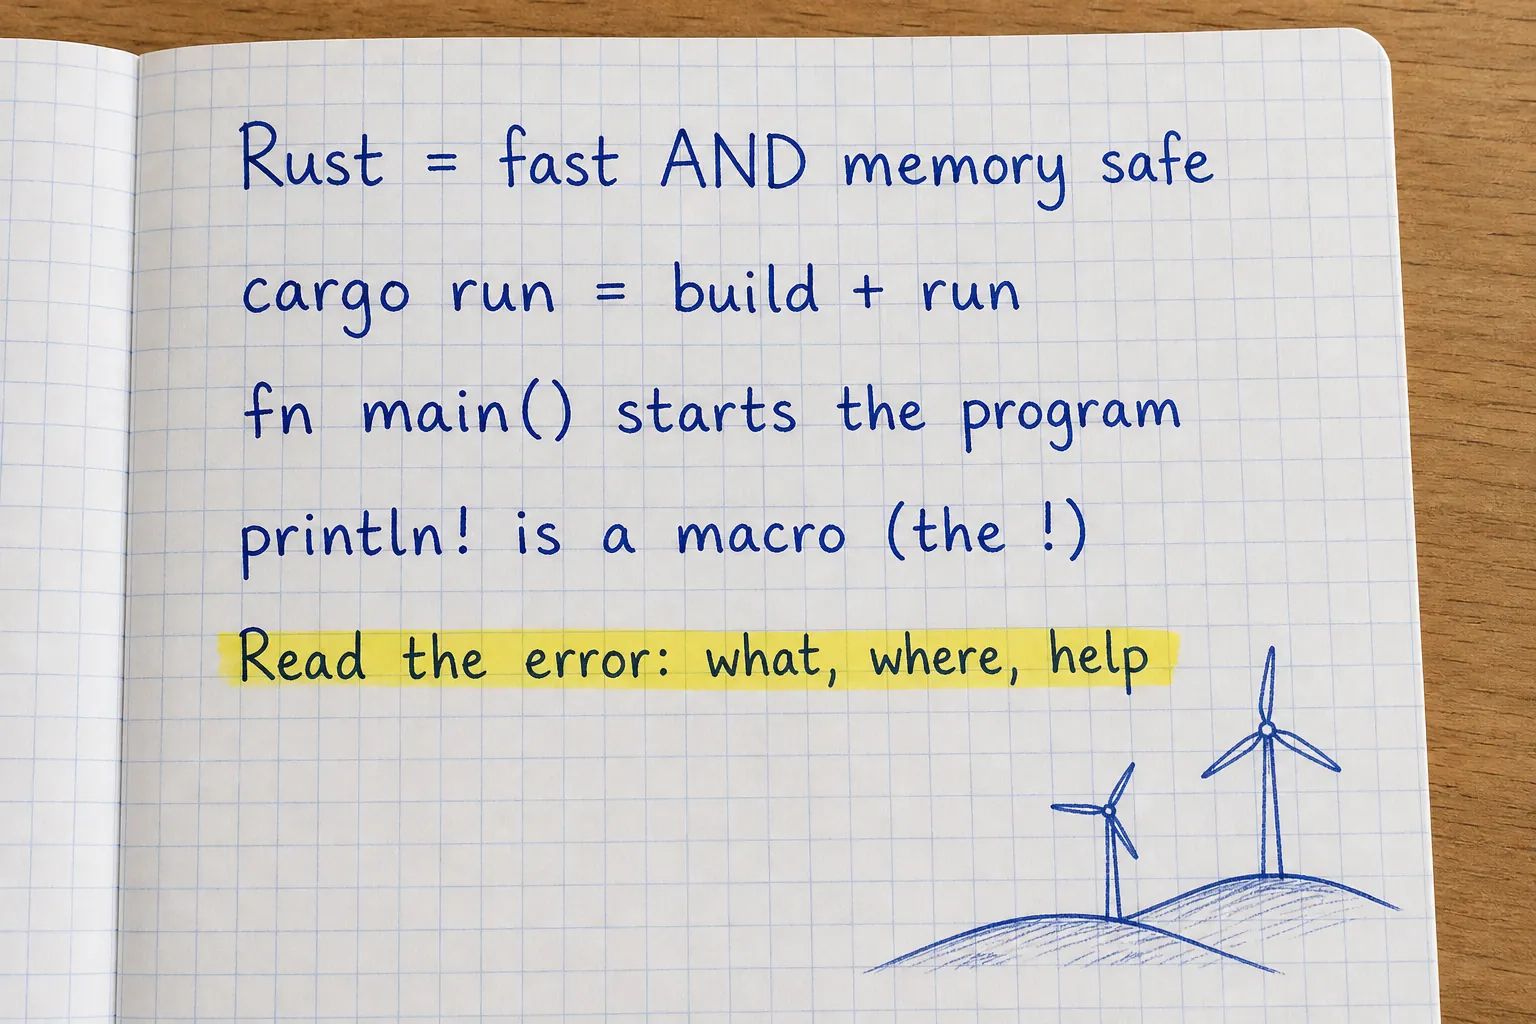 Rust = fast AND memory safe
cargo run = build + run
fn main() starts the program
println! is a macro (the !)
Read the error: what, where, help